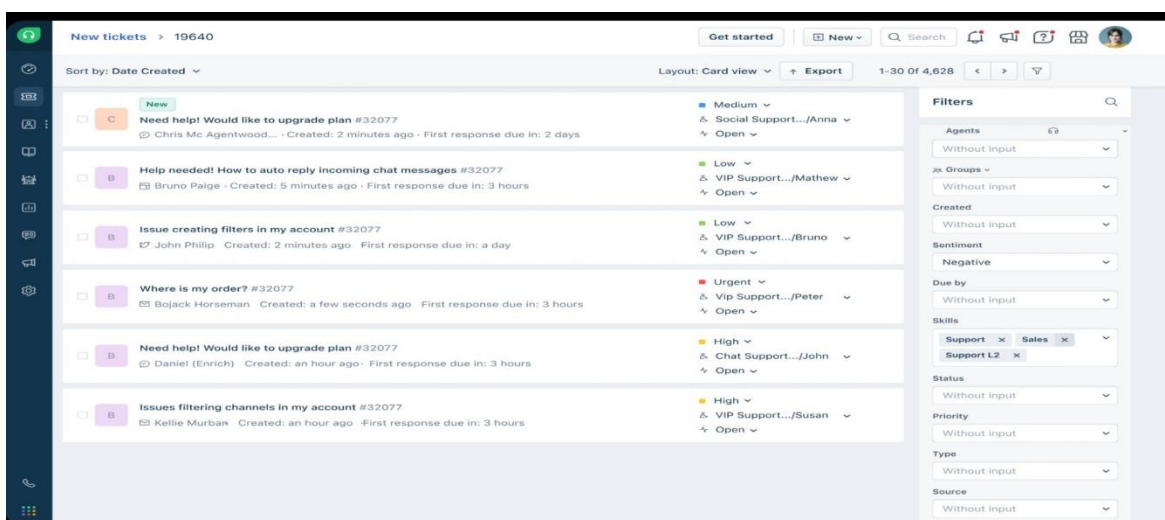 New tickets > 19640
Get started
New
Search
Sort by: Date Created
Layout: Card view
Export
1-30 Of 4,628
New
C
Need help! Would like to upgrade plan #32077
Chris Mc Agentwood... · Created: 2 minutes ago · First response due in: 2 days
Medium
Social Support.../Anna
Open
B
Help needed! How to auto reply incoming chat messages #32077
Bruno Paige · Created: 5 minutes ago · First response due in: 3 hours
Low
VIP Support.../Mathew
Open
B
Issue creating filters in my account #32077
John Philip Created: 2 minutes ago First response due in: a day
Low
VIP Support.../Bruno
Open
B
Where is my order? #32077
Bojack Horseman Created: a few seconds ago First response due in: 3 hours
Urgent
Vip Support.../Peter
Open
B
Need help! Would like to upgrade plan #32077
Daniel (Enrich) Created: an hour ago· First response due in: 3 hours
High
Chat Support.../John
Open
B
Issues filtering channels in my account #32077
Kellie Murban Created: an hour ago ·First response due in: 3 hours
High
VIP Support.../Susan
Open
Filters
Agents
Without input
Groups
Without input
Created
Without input
Sentiment
Negative
Due by
Without input
Skills
Support × Sales ×
Support L2 ×
Status
Without input
Priority
Without input
Type
Without input
Source
Without input